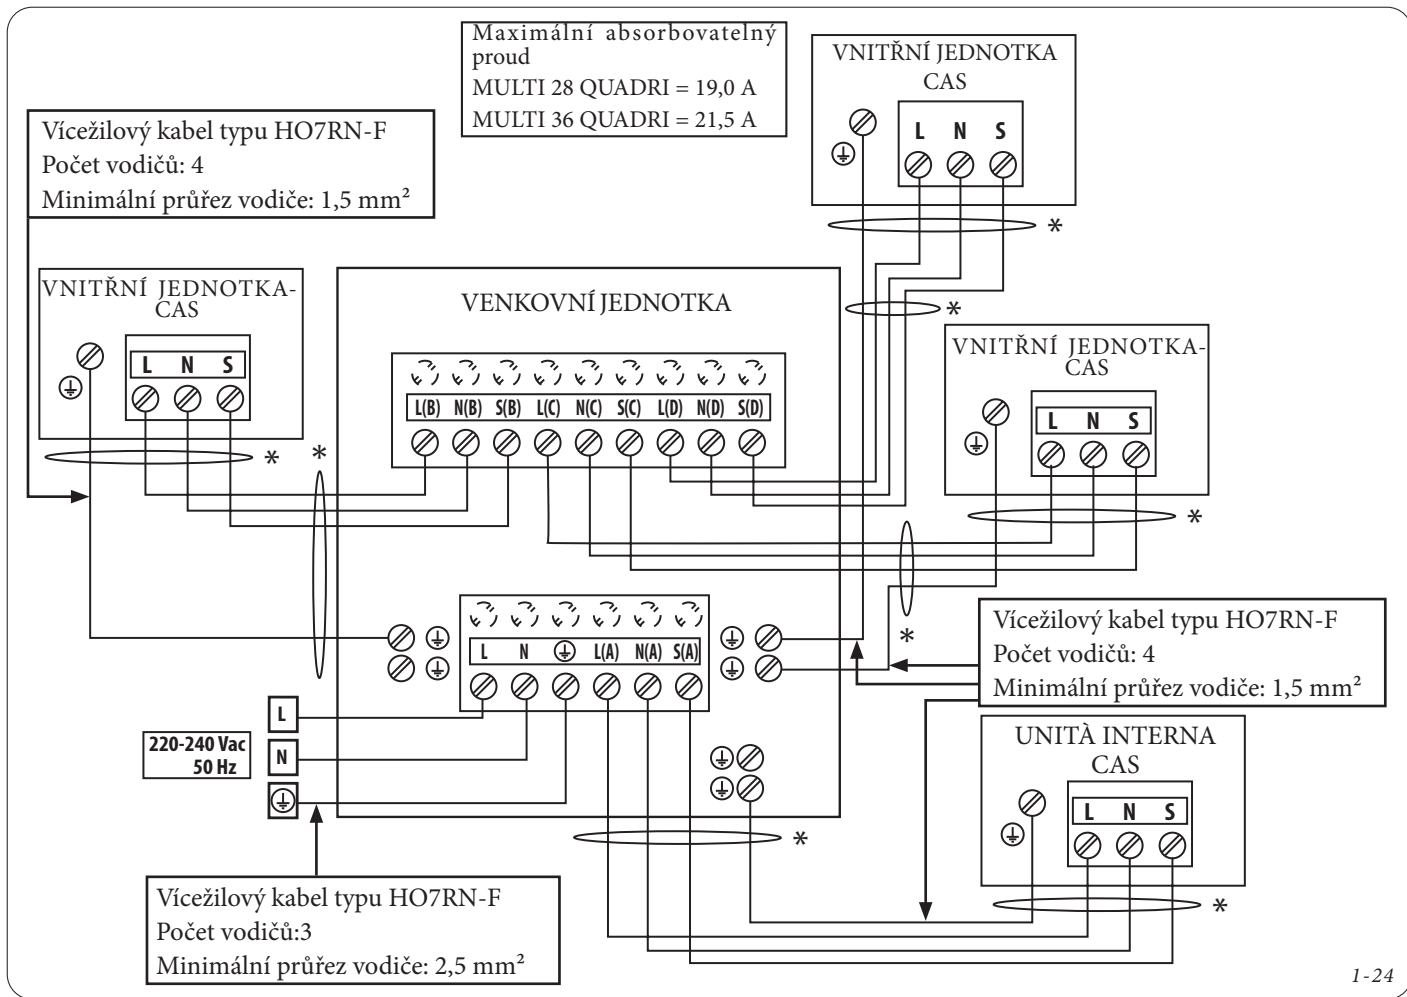 Maximální absorbovatelný
proud
MULTI 28 QUADRI = 19,0 A
MULTI 36 QUADRI = 21,5 A
VNITŘNÍ JEDNOTKA
CAS
L N S
*
*
Vícežilový kabel typu HO7RN-F
Počet vodičů: 4
Minimální průřez vodiče: 1,5 mm²
VNITŘNÍ JEDNOTKA-
CAS
L N S
*
*
VENKOVNÍ JEDNOTKA
L(B) N(B) S(B) L(C) N(C) S(C) L(D) N(D) S(D)
VNITŘNÍ JEDNOTKA-
CAS
L N S
*
*
L N L(A) N(A) S(A)
Vícežilový kabel typu HO7RN-F
Počet vodičů: 4
Minimální průřez vodiče: 1,5 mm²
220-240 Vac
50 Hz
L
N
*
UNITÀ INTERNA
CAS
L N S
*
Vícežilový kabel typu HO7RN-F
Počet vodičů:3
Minimální průřez vodiče: 2,5 mm²
1-24